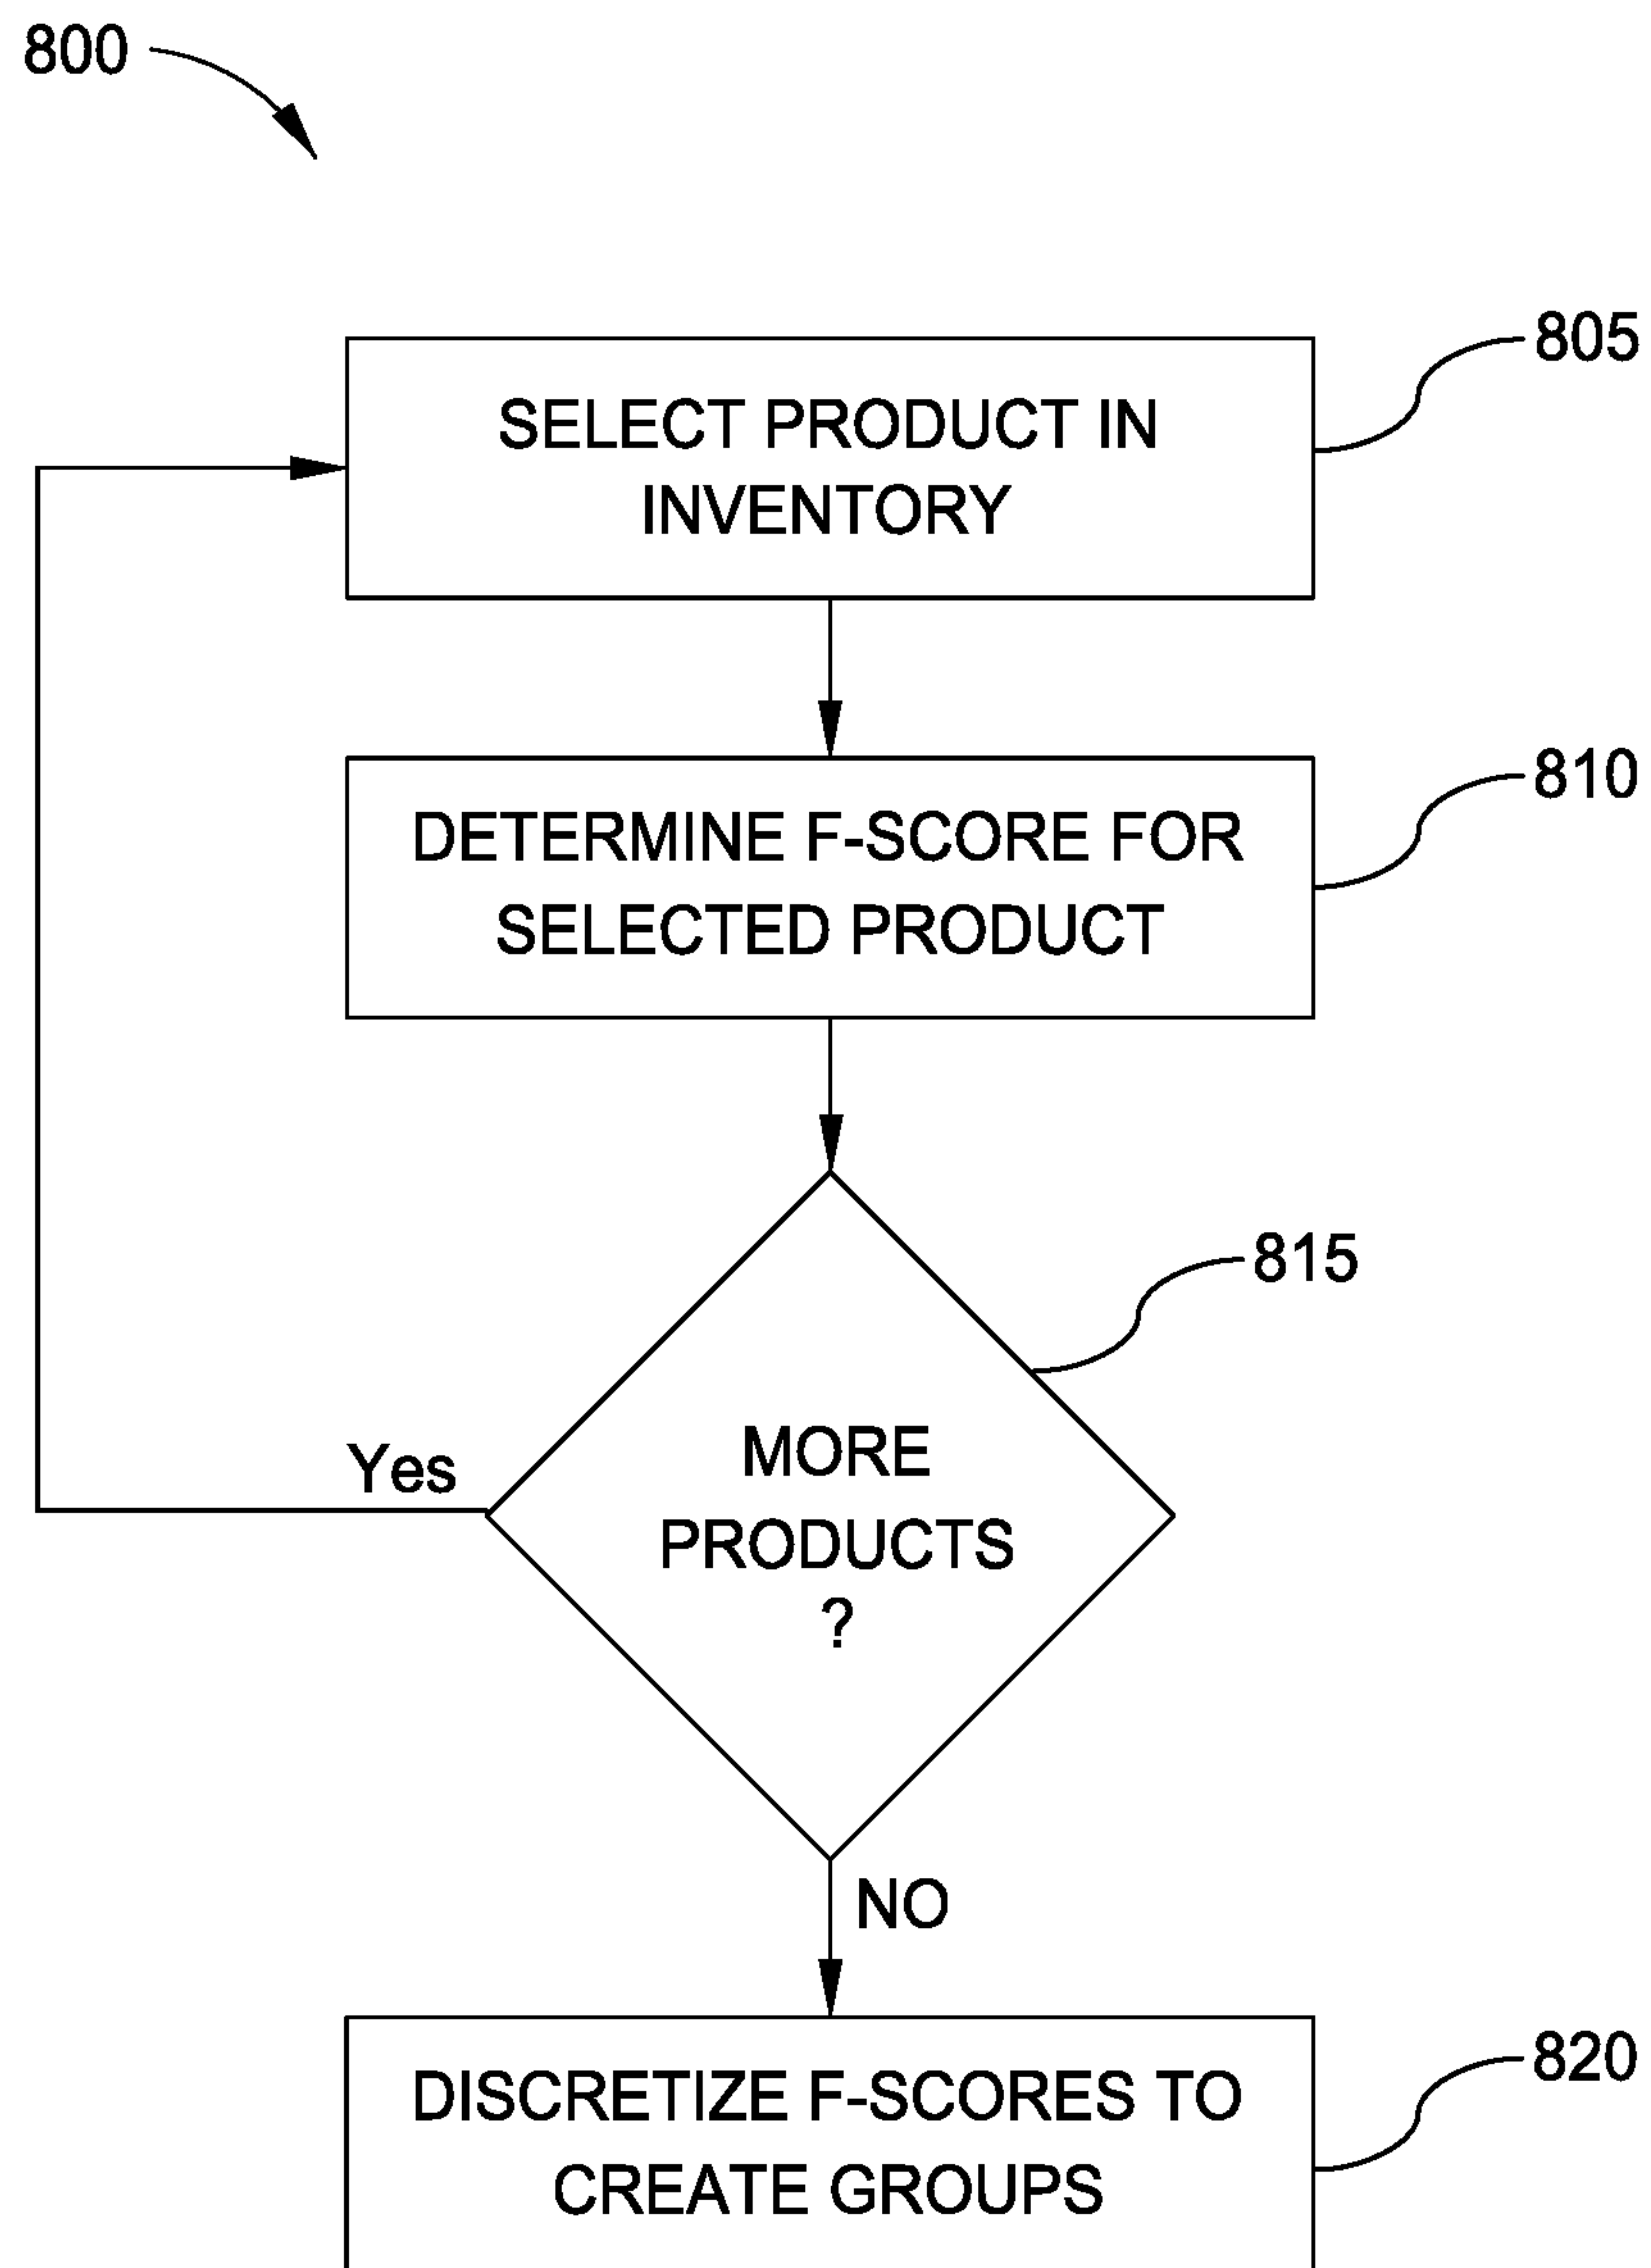 800
805
SELECT PRODUCT IN
INVENTORY
810
DETERMINE F-SCORE FOR
SELECTED PRODUCT
815
MORE
PRODUCTS
?
Yes
NO
820
DISCRETIZE F-SCORES TO
CREATE GROUPS